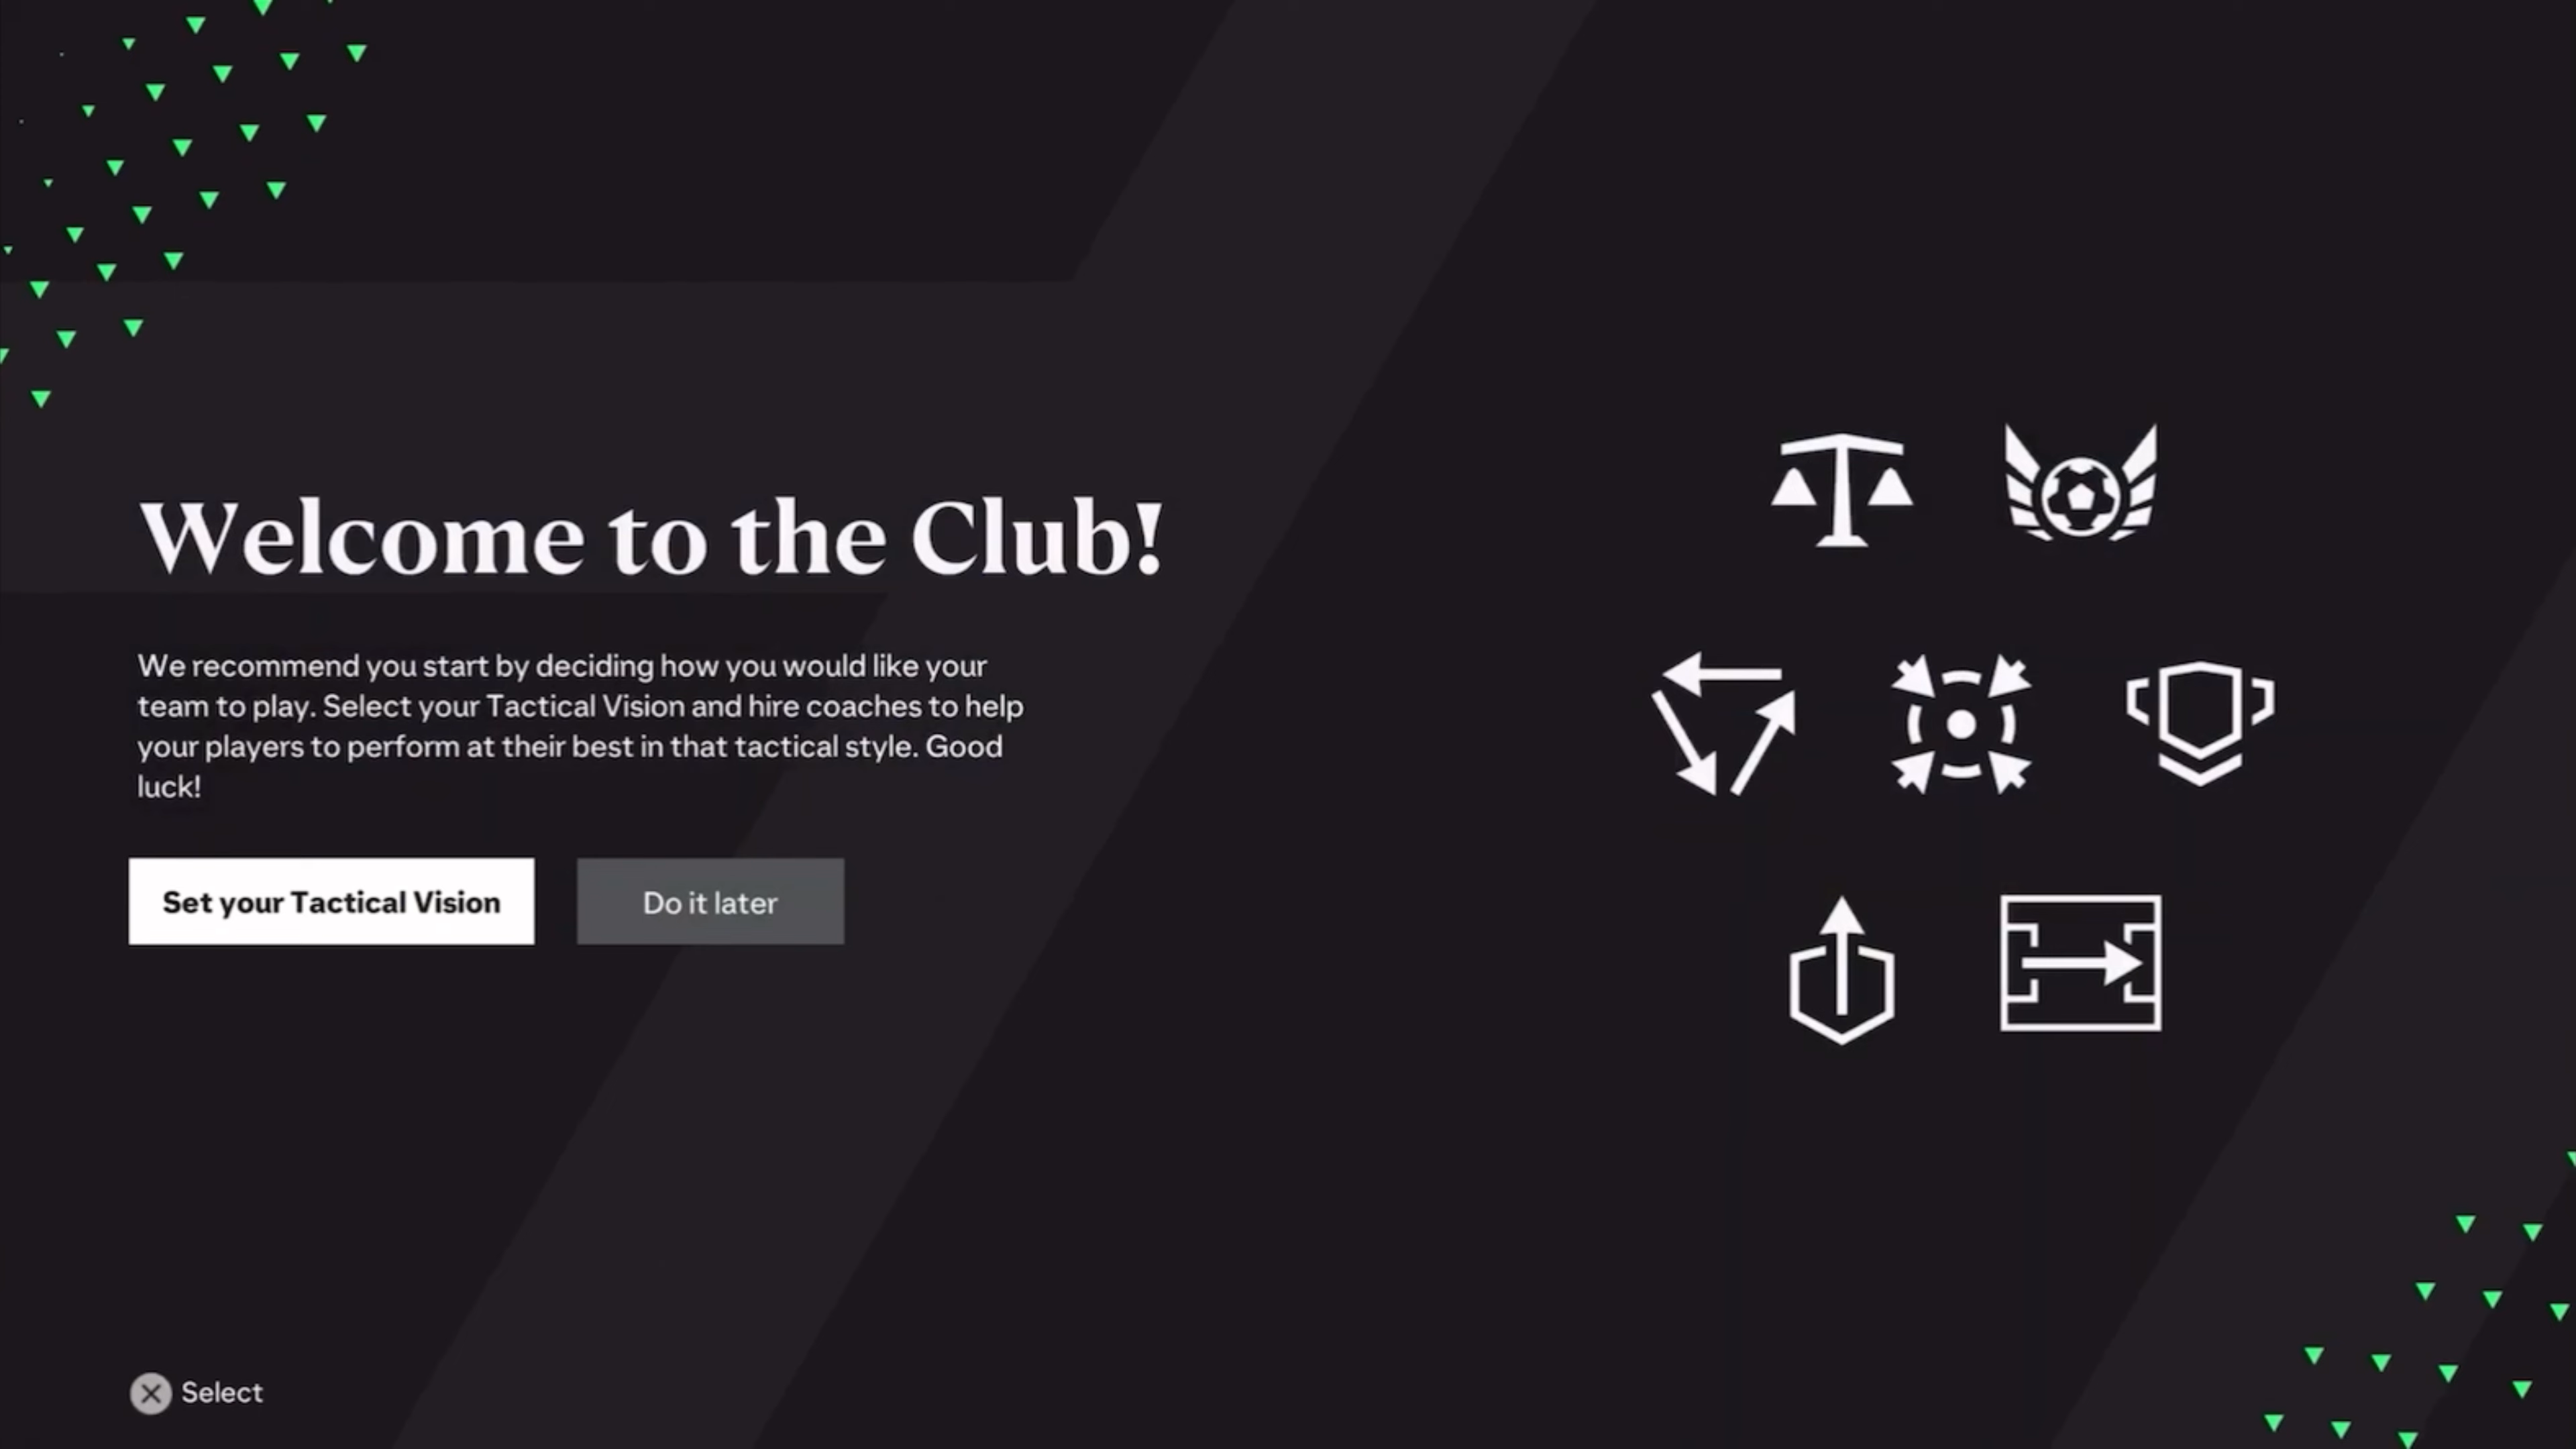 Welcome to the Club!
We recommend you start by deciding how you would like your
team to play. Select your Tactical Vision and hire coaches to help
your players to perform at their best in that tactical style. Good
luck!
Set your Tactical Vision
Do it later
Select